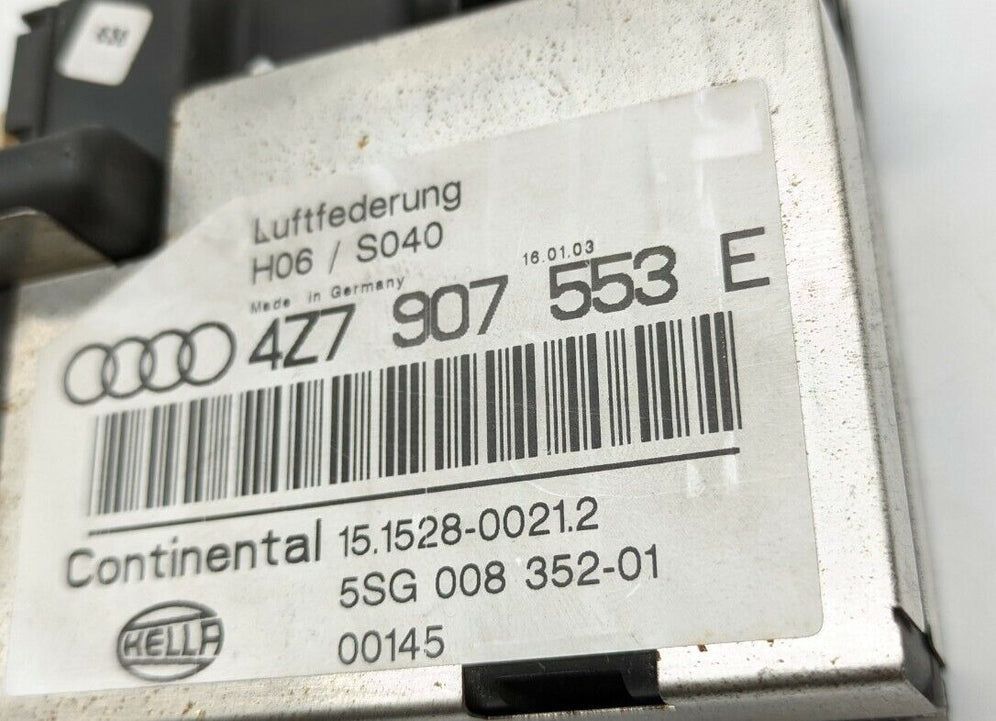 Luftfederung
H06 / S040
16.01.03
Made in Germany
4Z7 907 553 E
Continental 15.1528-0021.2
5SG 008 352-01
HELLA
00145